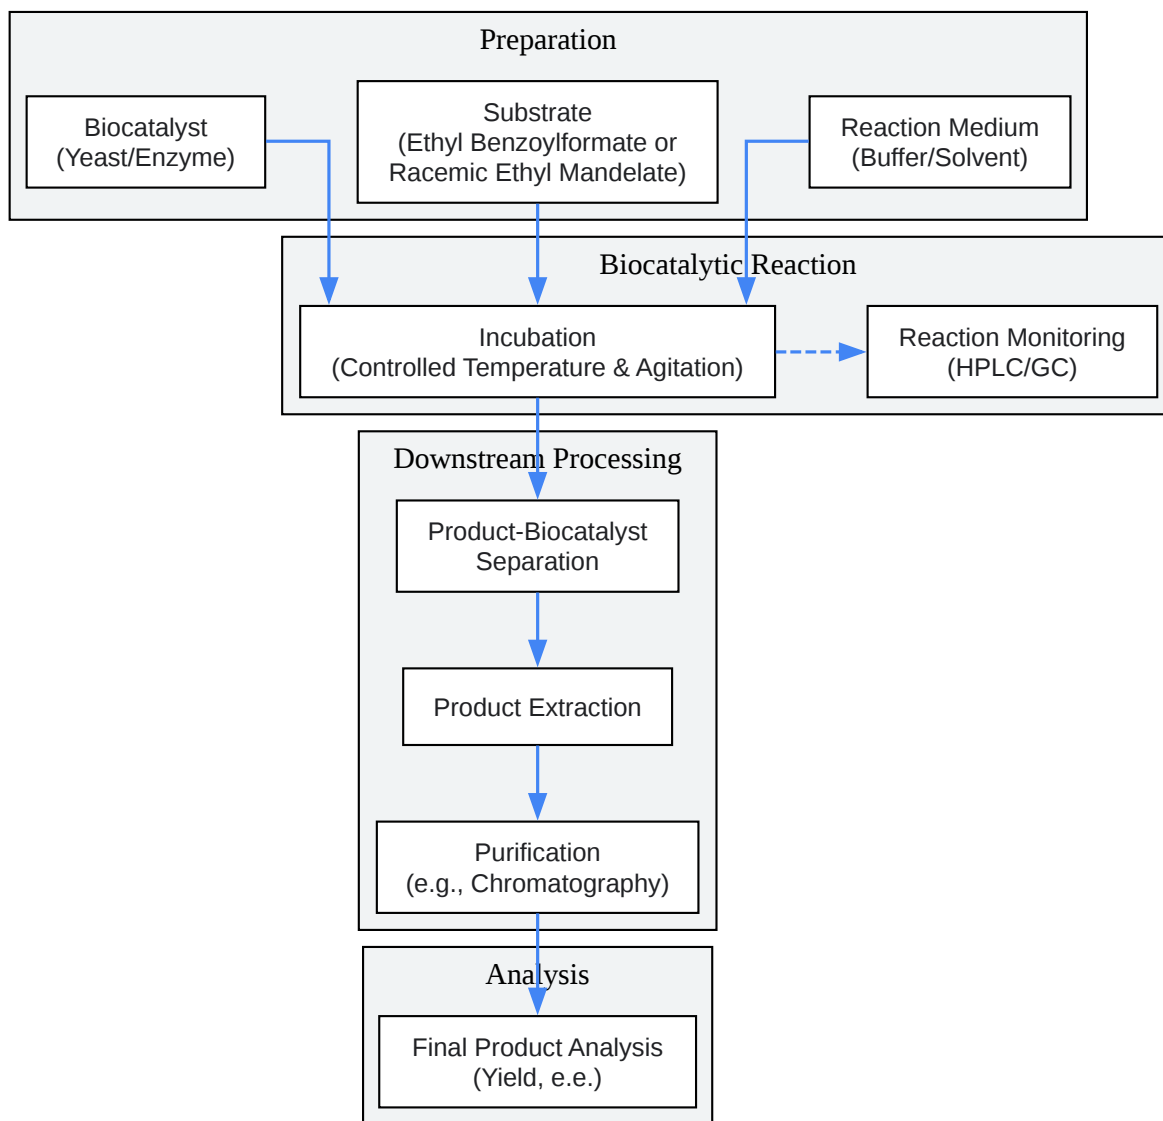 Preparation
Biocatalyst
(Yeast/Enzyme)
Substrate
(Ethyl Benzoylformate or
Racemic Ethyl Mandelate)
Reaction Medium
(Buffer/Solvent)
Biocatalytic Reaction
Incubation
(Controlled Temperature & Agitation)
Reaction Monitoring
(HPLC/GC)
Downstream Processing
Product-Biocatalyst
Separation
Product Extraction
Purification
(e.g., Chromatography)
Analysis
Final Product Analysis
(Yield, e.e.)